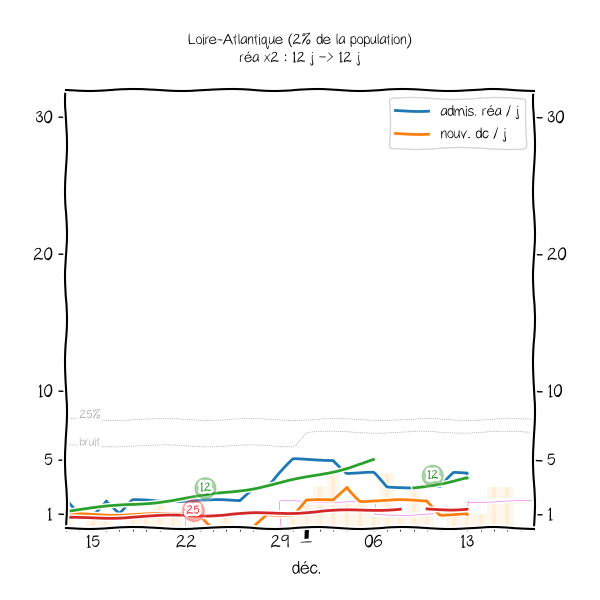 Loire-Atlantique (2% de la population)
réa x2 : 12 j -> 12 j
admis. réa / j
nouv. dc / j
30 30
20 20
10 10
25%
bruit
5 5
12 12
25
1 1
15 22 29 1 06 13
déc.